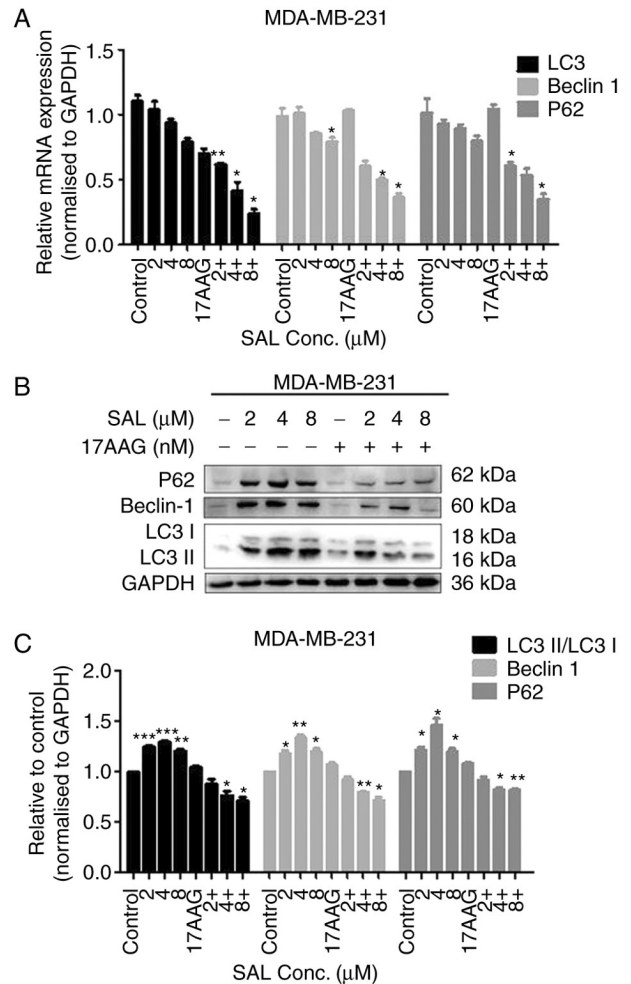 A
MDA-MB-231
Relative mRNA expression
(normalised to GAPDH)
1.5
1.0
0.5
0.0
LC3
Beclin 1
P62
** * *
* * *
* *
Control 2 4 8 17AAG 2+ 4+ 8+
Control 2 4 8 17AAG 2+ 4+ 8+
Control 2 4 8 17AAG 2+ 4+ 8+
SAL Conc. (μM)
B
MDA-MB-231
SAL (μM) – 2 4 8 – 2 4 8
17AAG (nM) – – – – + + + +
P62 62 kDa
Beclin-1 60 kDa
LC3 I 18 kDa
LC3 II 16 kDa
GAPDH 36 kDa
C
MDA-MB-231
Relative to control
(normalised to GAPDH)
2.0
1.5
1.0
0.5
0.0
LC3 II/LC3 I
Beclin 1
P62
*** *** ** * *
* ** * ** *
* * * * **
Control 2 4 8 17AAG 2+ 4+ 8+
Control 2 4 8 17AAG 2+ 4+ 8+
Control 2 4 8 17AAG 2+ 4+ 8+
SAL Conc. (μM)